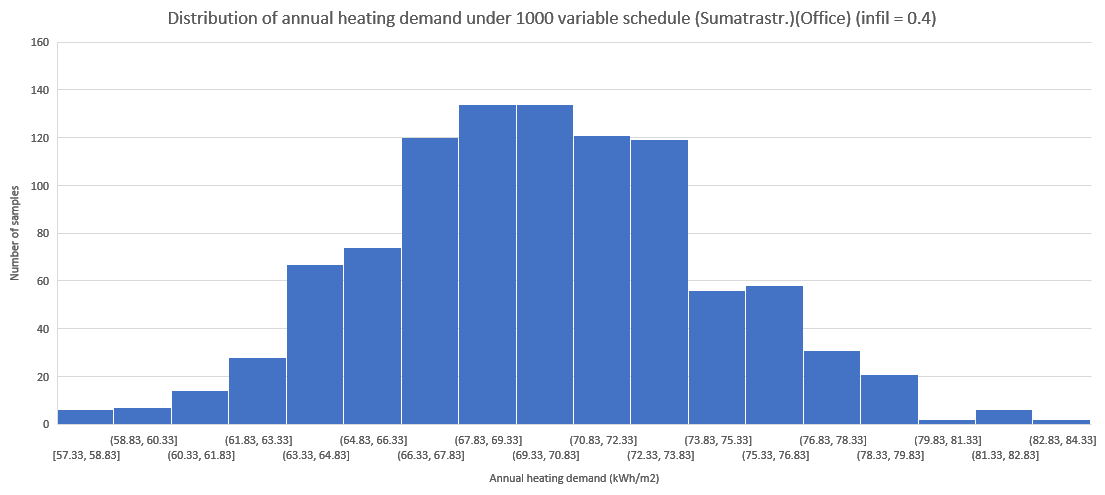 Distribution of annual heating demand under 1000 variable schedule (Sumatrastr.)(Office) (infil = 0.4)
160
140
120
100
80
60
40
20
0
Number of samples
(58.83, 60.33] (61.83, 63.33] (64.83, 66.33] (67.83, 69.33] (70.83, 72.33] (73.83, 75.33] (76.83, 78.33] (79.83, 81.33] (82.83, 84.33]
[57.33, 58.83] (60.33, 61.83] (63.33, 64.83] (66.33, 67.83] (69.33, 70.83] (72.33, 73.83] (75.33, 76.83] (78.33, 79.83] (81.33, 82.83]
Annual heating demand (kWh/m2)